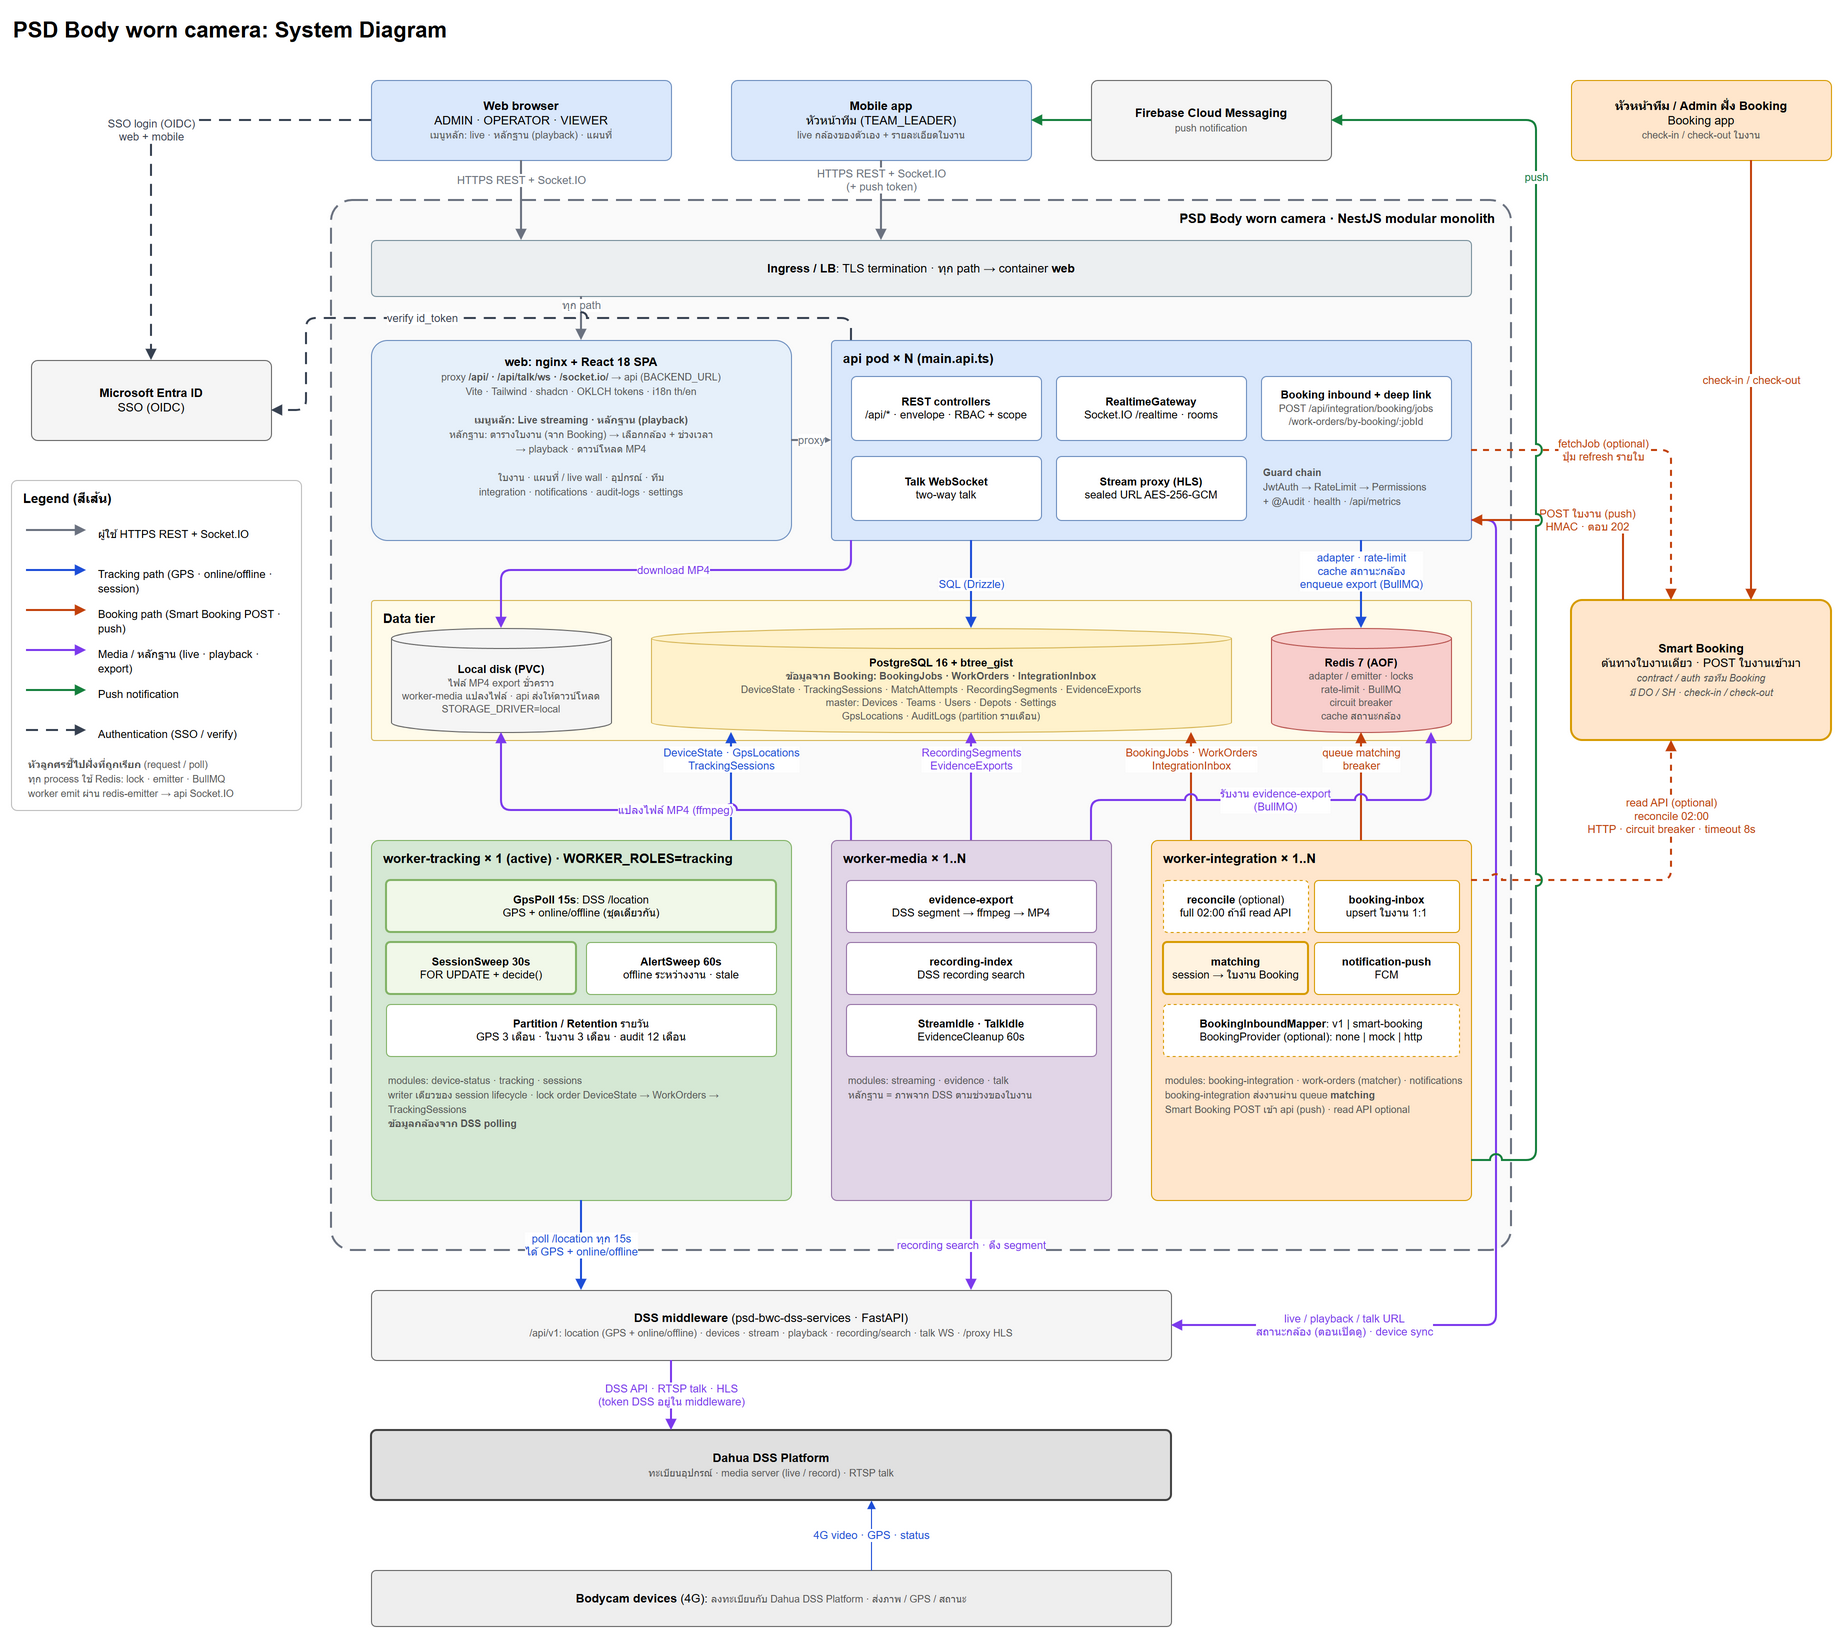 PSD Body worn camera: System Diagram
Web browser
ADMIN · OPERATOR · VIEWER
เมนูหลัก: live · หลักฐาน (playback) · แผนที่
Mobile app
หัวหน้าทีม (TEAM_LEADER)
live กล้องของตัวเอง + รายละเอียดใบงาน
Firebase Cloud Messaging
push notification
หัวหน้าทีม / Admin ฝั่ง Booking
Booking app
check-in / check-out ใบงาน
SSO login (OIDC)
web + mobile
HTTPS REST + Socket.IO
HTTPS REST + Socket.IO
(+ push token)
push
PSD Body worn camera · NestJS modular monolith
Ingress / LB: TLS termination · ทุก path → container web
ทุก path
verify id_token
Microsoft Entra ID
SSO (OIDC)
web: nginx + React 18 SPA
proxy /api/ · /api/talk/ws · /socket.io/ → api (BACKEND_URL)
Vite · Tailwind · shadcn · OKLCH tokens · i18n th/en
เมนูหลัก: Live streaming · หลักฐาน (playback)
หลักฐาน: ตารางใบงาน (จาก Booking) → เลือกกล้อง + ช่วงเวลา
→ playback · ดาวน์โหลด MP4
ใบงาน · แผนที่ / live wall · อุปกรณ์ · ทีม
integration · notifications · audit-logs · settings
proxy
api pod × N (main.api.ts)
REST controllers
/api/* · envelope · RBAC + scope
RealtimeGateway
Socket.IO /realtime · rooms
Booking inbound + deep link
POST /api/integration/booking/jobs
/work-orders/by-booking/:jobId
Talk WebSocket
two-way talk
Stream proxy (HLS)
sealed URL AES-256-GCM
Guard chain
JwtAuth → RateLimit → Permissions
+ @Audit · health · /api/metrics
check-in / check-out
fetchJob (optional)
ปุ่ม refresh รายใบ
POST ใบงาน (push)
HMAC · ตอบ 202
Legend (สีเส้น)
ผู้ใช้ HTTPS REST + Socket.IO
Tracking path (GPS · online/offline ·
session)
Booking path (Smart Booking POST ·
push)
Media / หลักฐาน (live · playback ·
export)
Push notification
Authentication (SSO / verify)
หัวลูกศรชี้ไปฝั่งที่ถูกเรียก (request / poll)
ทุก process ใช้ Redis: lock · emitter · BullMQ
worker emit ผ่าน redis-emitter → api Socket.IO
download MP4
SQL (Drizzle)
adapter · rate-limit
cache สถานะกล้อง
enqueue export (BullMQ)
Data tier
Local disk (PVC)
ไฟล์ MP4 export ชั่วคราว
worker-media แปลงไฟล์ · api ส่งให้ดาวน์โหลด
STORAGE_DRIVER=local
PostgreSQL 16 + btree_gist
ข้อมูลจาก Booking: BookingJobs · WorkOrders · IntegrationInbox
DeviceState · TrackingSessions · MatchAttempts · RecordingSegments · EvidenceExports
master: Devices · Teams · Users · Depots · Settings
GpsLocations · AuditLogs (partition รายเดือน)
Redis 7 (AOF)
adapter / emitter · locks
rate-limit · BullMQ
circuit breaker
cache สถานะกล้อง
Smart Booking
ต้นทางใบงานเดียว · POST ใบงานเข้ามา
contract / auth รอทีม Booking
มี DO / SH · check-in / check-out
DeviceState · GpsLocations
TrackingSessions
RecordingSegments
EvidenceExports
BookingJobs · WorkOrders
IntegrationInbox
queue matching
breaker
แปลงไฟล์ MP4 (ffmpeg)
รับงาน evidence-export
(BullMQ)
read API (optional)
reconcile 02:00
HTTP · circuit breaker · timeout 8s
worker-tracking × 1 (active) · WORKER_ROLES=tracking
GpsPoll 15s: DSS /location
GPS + online/offline (ชุดเดียวกัน)
SessionSweep 30s
FOR UPDATE + decide()
AlertSweep 60s
offline ระหว่างงาน · stale
Partition / Retention รายวัน
GPS 3 เดือน · ใบงาน 3 เดือน · audit 12 เดือน
modules: device-status · tracking · sessions
writer เดียวของ session lifecycle · lock order DeviceState → WorkOrders →
TrackingSessions
ข้อมูลกล้องจาก DSS polling
worker-media × 1..N
evidence-export
DSS segment → ffmpeg → MP4
recording-index
DSS recording search
StreamIdle · TalkIdle
EvidenceCleanup 60s
modules: streaming · evidence · talk
หลักฐาน = ภาพจาก DSS ตามช่วงของใบงาน
worker-integration × 1..N
reconcile (optional)
full 02:00 ถ้ามี read API
booking-inbox
upsert ใบงาน 1:1
matching
session → ใบงาน Booking
notification-push
FCM
BookingInboundMapper: v1 | smart-booking
BookingProvider (optional): none | mock | http
modules: booking-integration · work-orders (matcher) · notifications
booking-integration ส่งงานผ่าน queue matching
Smart Booking POST เข้า api (push) · read API optional
poll /location ทุก 15s
ได้ GPS + online/offline
recording search · ดึง segment
DSS middleware (psd-bwc-dss-services · FastAPI)
/api/v1: location (GPS + online/offline) · devices · stream · playback · recording/search · talk WS · /proxy HLS
live / playback / talk URL
สถานะกล้อง (ตอนเปิดดู) · device sync
DSS API · RTSP talk · HLS
(token DSS อยู่ใน middleware)
Dahua DSS Platform
ทะเบียนอุปกรณ์ · media server (live / record) · RTSP talk
4G video · GPS · status
Bodycam devices (4G): ลงทะเบียนกับ Dahua DSS Platform · ส่งภาพ / GPS / สถานะ